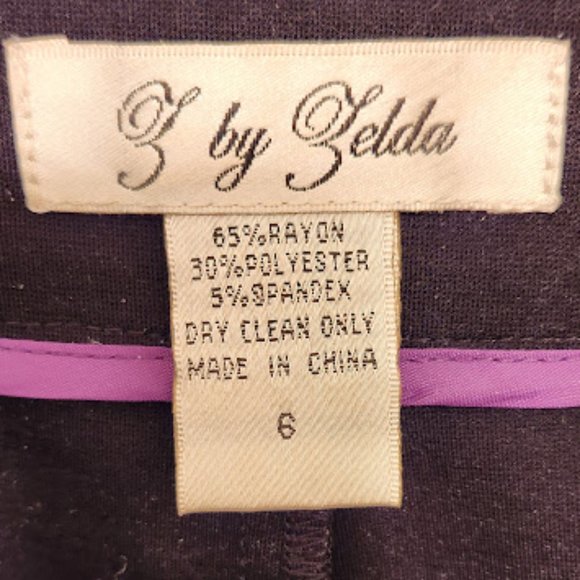 Z by Zelda
65%RAYON
30%POLYESTER
5%SPANDEX
DRY CLEAN ONLY
MADE IN CHINA
6